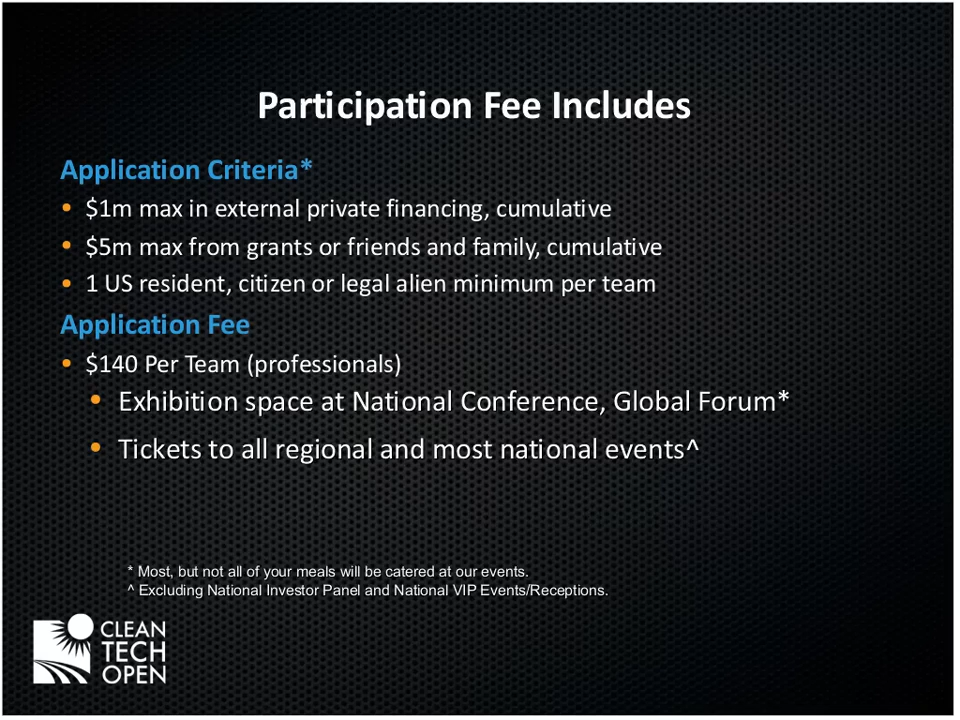 Participation Fee Includes
Application Criteria*
• $1m max in external private financing, cumulative
• $5m max from grants or friends and family, cumulative
• 1 US resident, citizen or legal alien minimum per team
Application Fee
• $140 Per Team (professionals)
• Exhibition space at National Conference, Global Forum*
• Tickets to all regional and most national events^
* Most, but not all of your meals will be catered at our events.
^ Excluding National Investor Panel and National VIP Events/Receptions.
CLEAN
TECH
OPEN